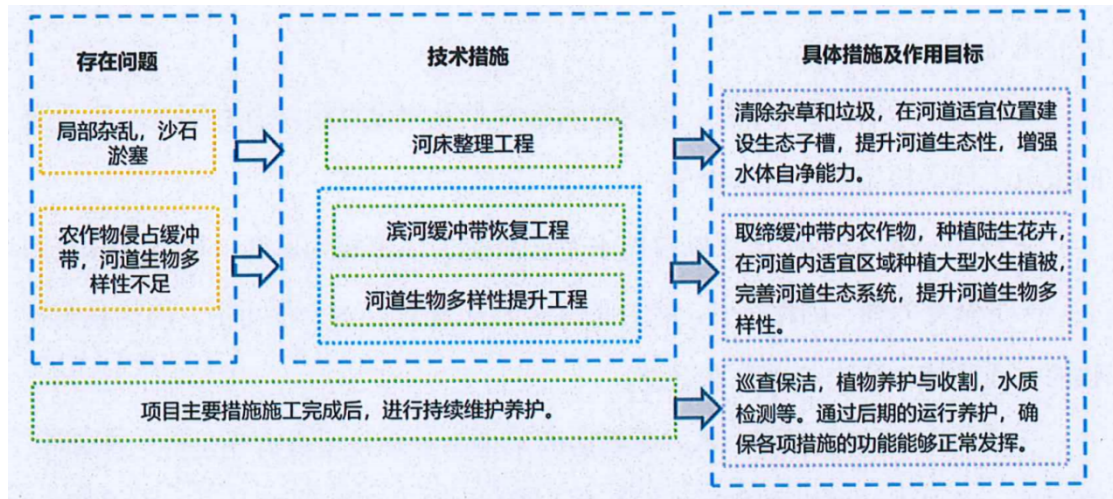 存在问题
技术措施
具体措施及作用目标
局部杂乱，沙石
淤塞
河床整理工程
清除杂草和垃圾，在河道适宜位置建
设生态子槽，提升河道生态性，增强
水体自净能力。
农作物侵占缓冲
带，河道生物多
样性不足
滨河缓冲带恢复工程
河道生物多样性提升工程
取缔缓冲带内农作物，种植陆生花卉，
在河道内适宜区域种植大型水生植被，
完善河道生态系统，提升河道生物多
样性。
项目主要措施施工完成后，进行持续维护养护。
巡查保洁，植物养护与收割，水质
检测等。通过后期的运行养护，确
保各项措施的功能能够正常发挥。